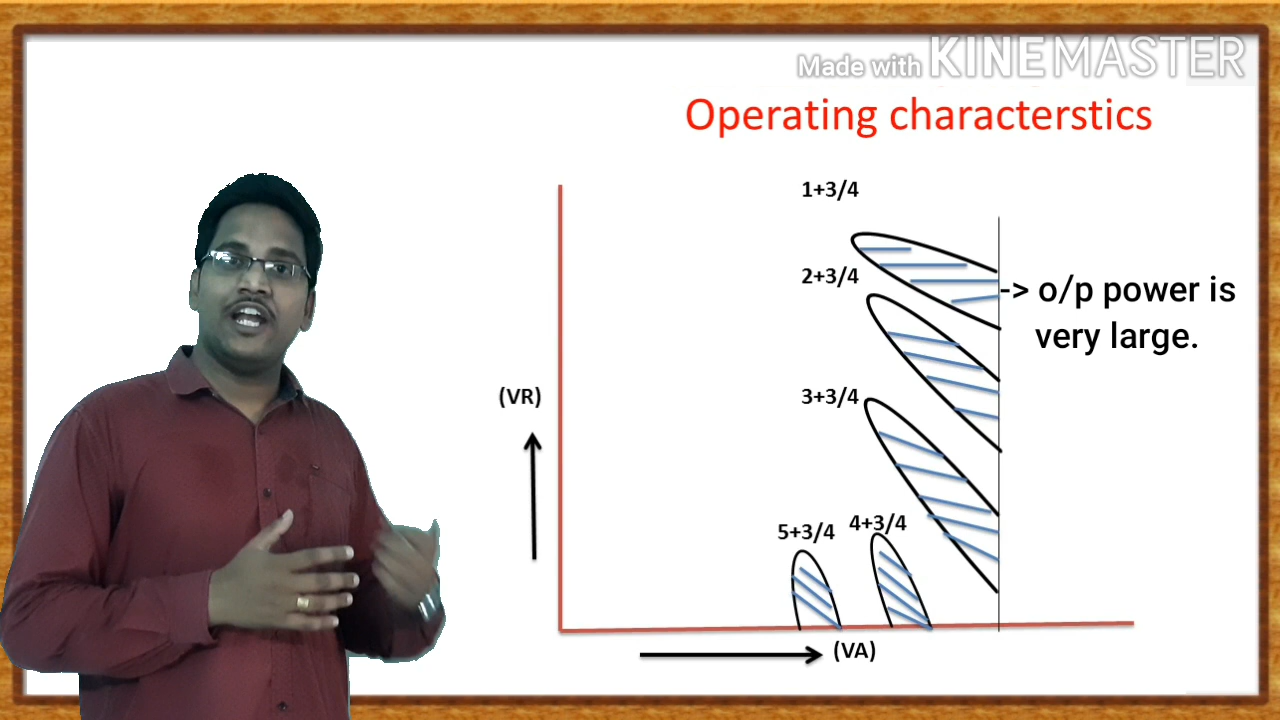 Made with KINEMASTER
Operating characterstics
1+3/4
2+3/4
-> o/p power is
very large.
(VR)
3+3/4
5+3/4
4+3/4
(VA)